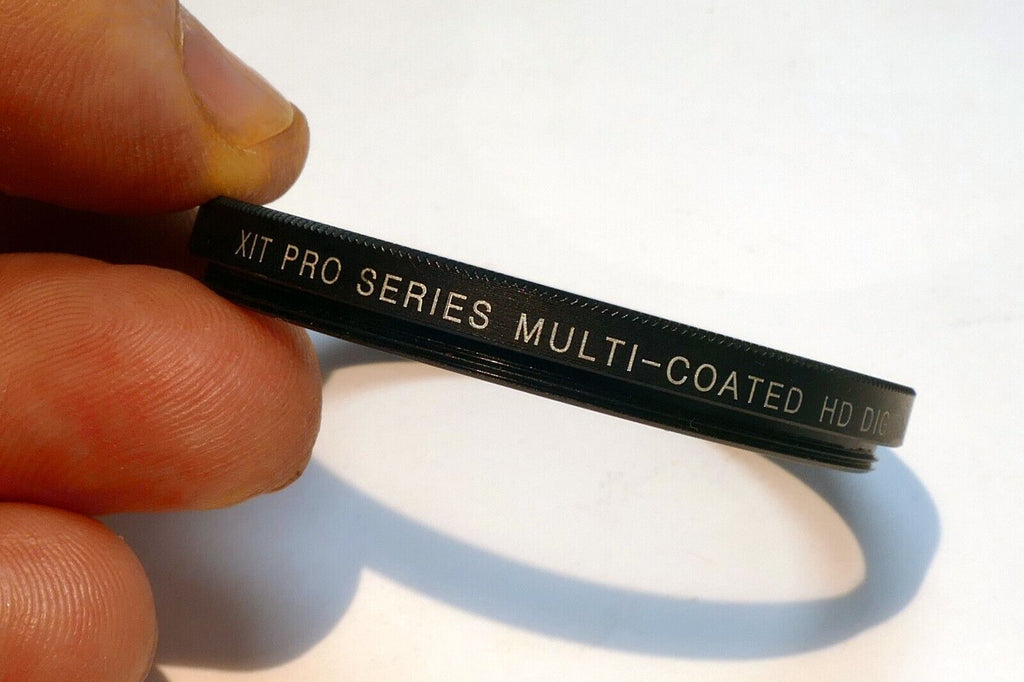 XIT PRO SERIES MULTI-COATED HD DIG